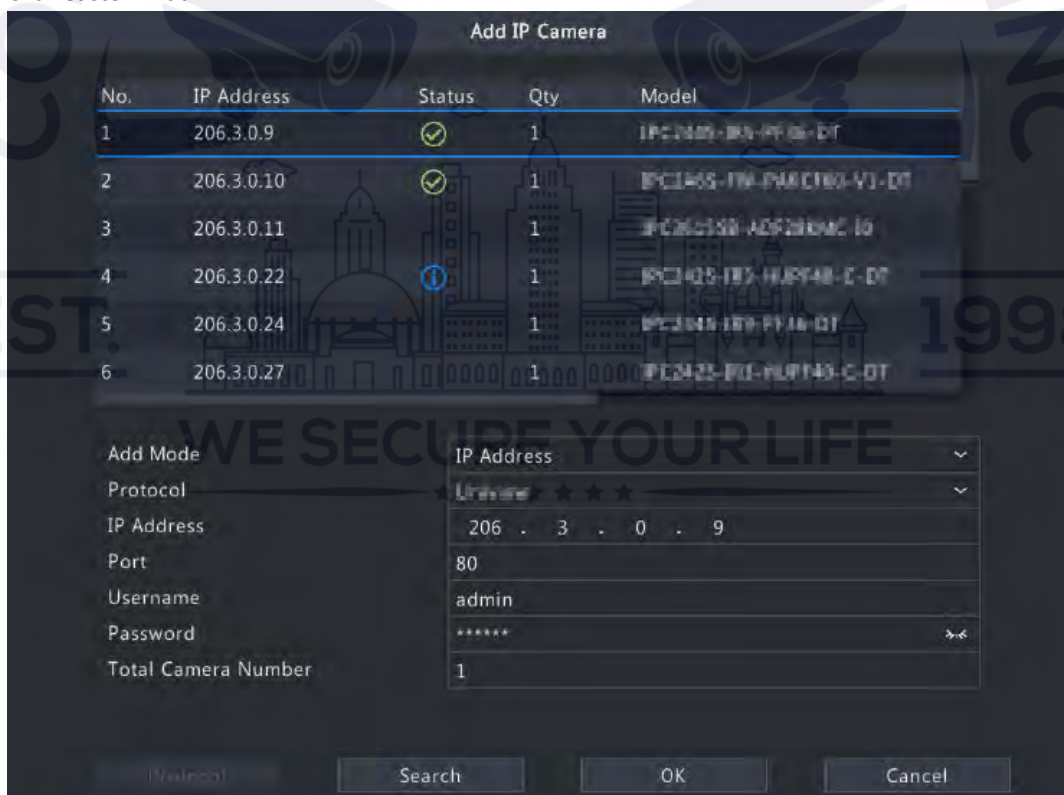 Add IP Camera
No. IP Address Status Qty Model
1 206.3.0.9 1
2 206.3.0.10 1
3 206.3.0.11 1
4 206.3.0.22 1
5 206.3.0.24 1
6 206.3.0.27 1
EST. 199
WE SECURE YOUR LIFE
Add Mode IP Address
Protocol
IP Address 206 . 3 . 0 . 9
Port 80
Username admin
Password ******
Total Camera Number 1
Protocol Search OK Cancel